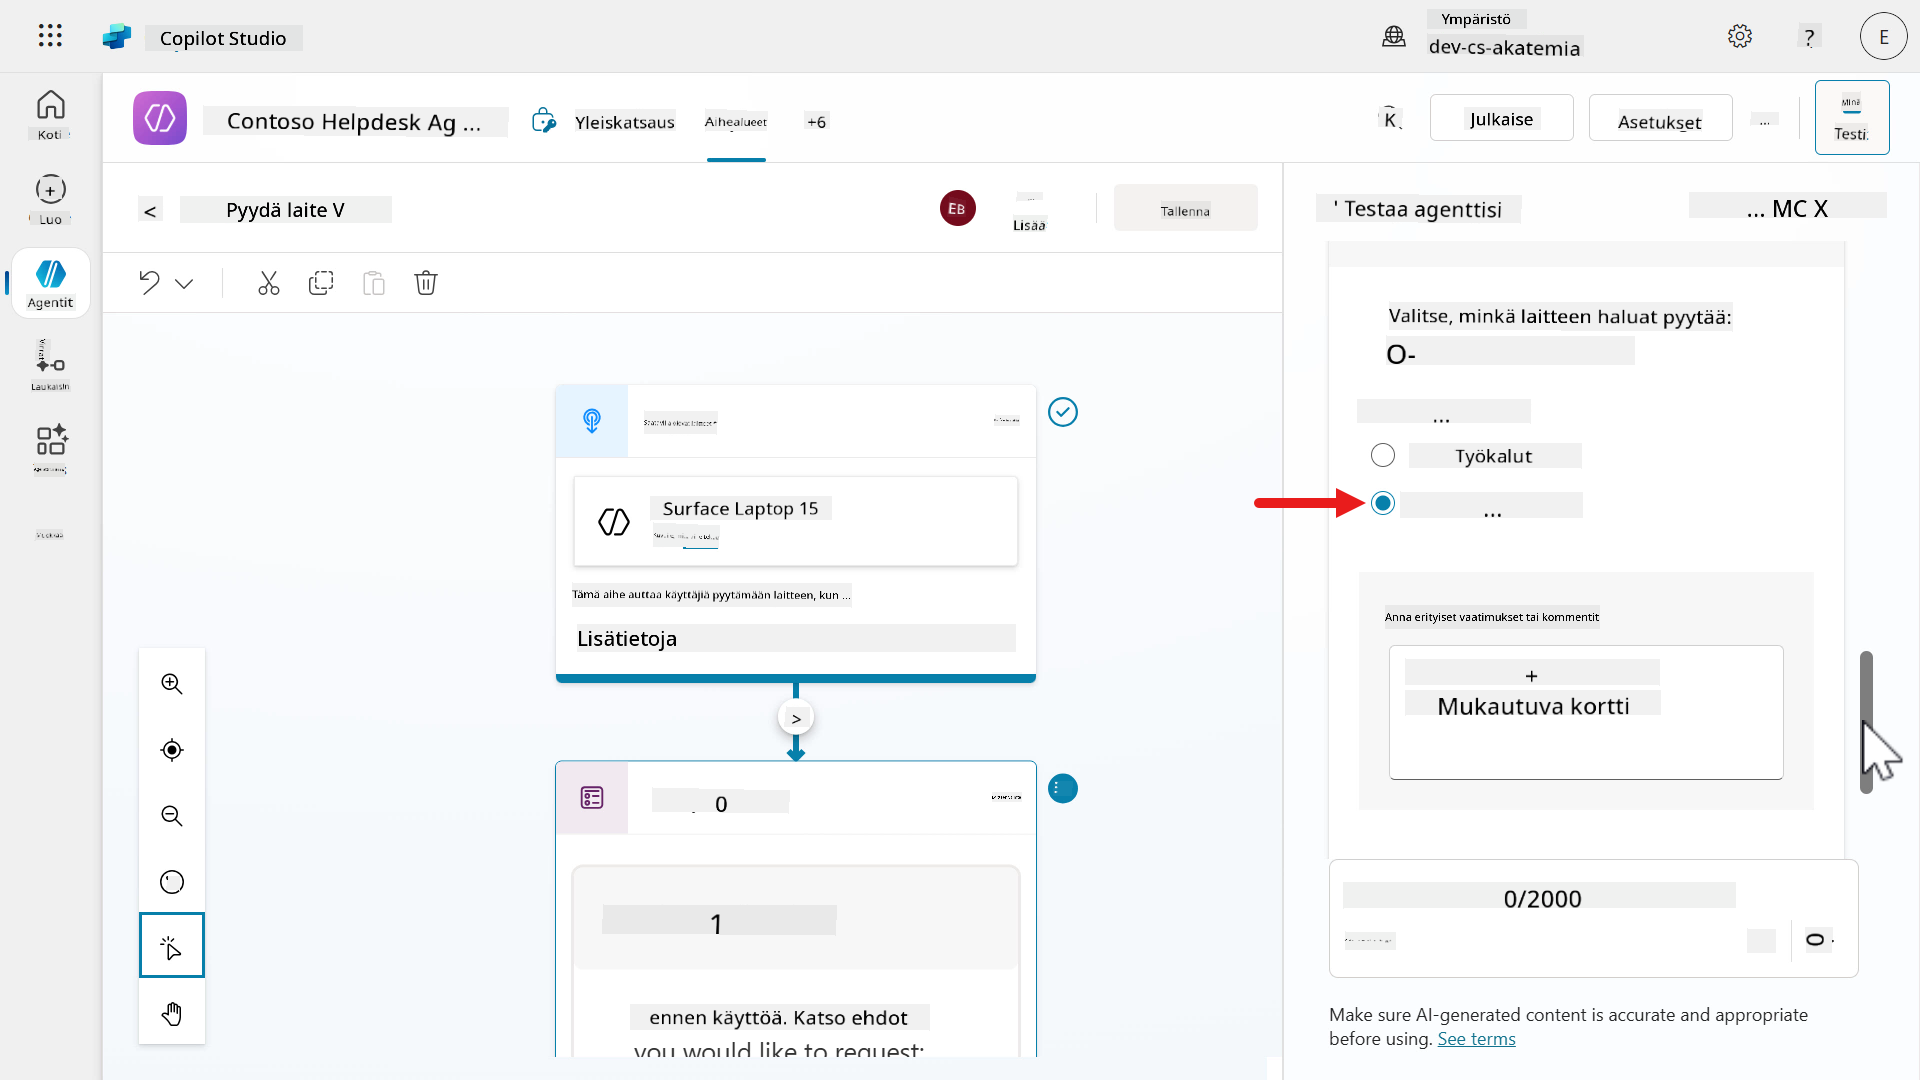 Copilot Studio
Ympäristö
dev-cs-akatemia
?
E
Koti
Luo
Agentit
Laukaisin
Contoso Helpdesk Ag ...
Yleiskatsaus
Aihealueet
+6
K
Julkaise
Asetukset
...
Minä
Testi
<
Pyydä laite V
EB
Lisää
Tallenna
Surface Laptop 15
Tämä aihe auttaa käyttäjiä pyytämään laitteen, kun ...
Lisätietoja
>
0
1
ennen käyttöä. Katso ehdot
you would like to request:
' Testaa agenttisi
... MC X
Valitse, minkä laitteen haluat pyytää:
O-
...
Työkalut
...
Anna erityiset vaatimukset tai kommentit
+
Mukautuva kortti
0/2000
Make sure AI-generated content is accurate and appropriate
before using. See terms